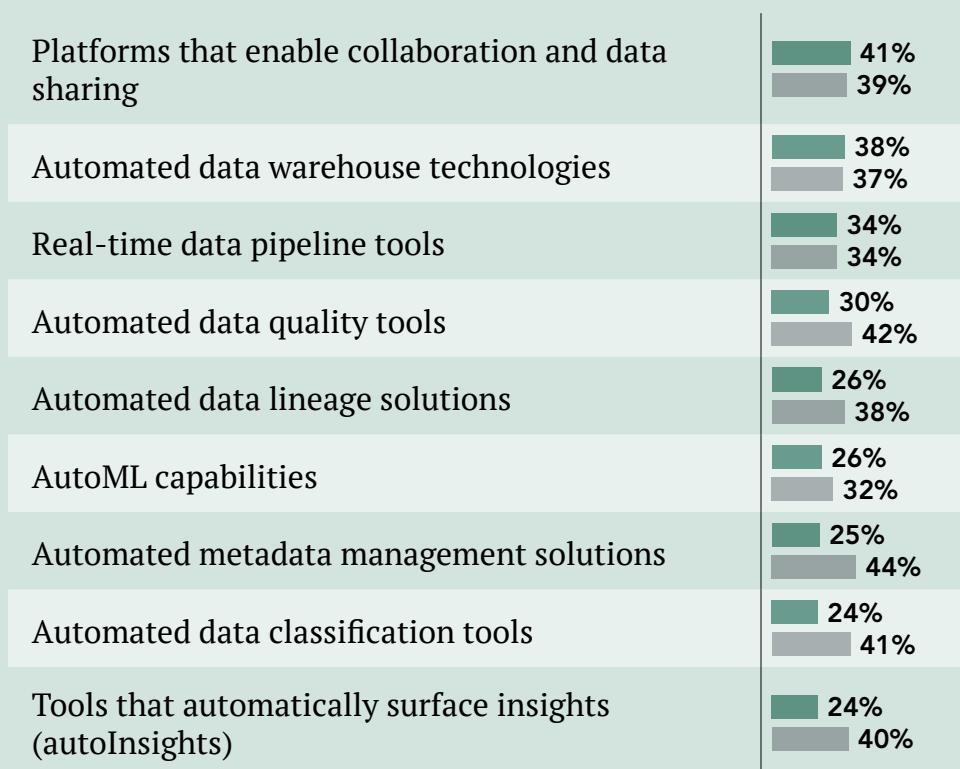 Platforms that enable collaboration and data
sharing
41%
39%
Automated data warehouse technologies
38%
37%
Real-time data pipeline tools
34%
34%
Automated data quality tools
30%
42%
Automated data lineage solutions
26%
38%
AutoML capabilities
26%
32%
Automated metadata management solutions
25%
44%
Automated data classification tools
24%
41%
Tools that automatically surface insights
(autoInsights)
24%
40%